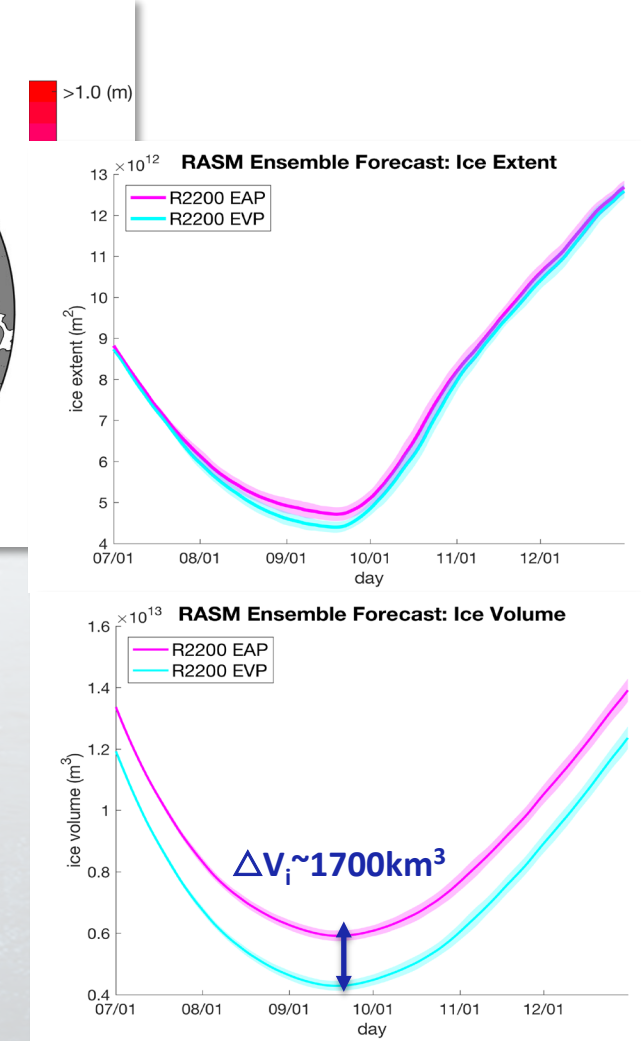 >1.0 (m)
×10¹² RASM Ensemble Forecast: Ice Extent
R2200 EAP
R2200 EVP
13
12
11
10
9
8
7
6
5
4
ice extent (m²)
07/01 08/01 09/01 10/01 11/01 12/01
day
×10¹³ RASM Ensemble Forecast: Ice Volume
R2200 EAP
R2200 EVP
1.6
1.4
1.2
1
0.8
0.6
0.4
ice volume (m³)
△Vᵢ~1700km³
07/01 08/01 09/01 10/01 11/01 12/01
day